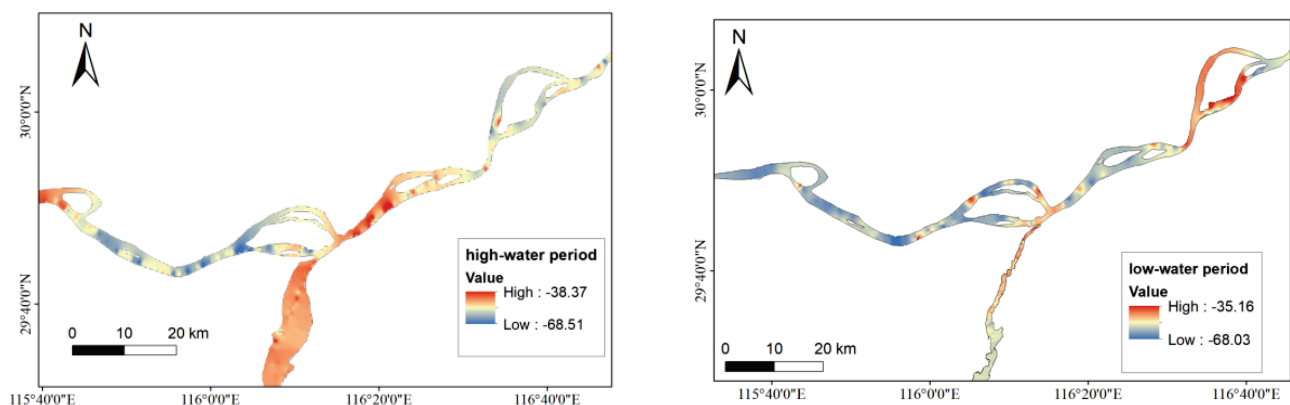 N
30°0'0"N
29°40'0"N
high-water period
Value
High : -38.37
Low : -68.51
0 10 20 km
115°40'0"E 116°0'0"E 116°20'0"E 116°40'0"E
N
30°0'0"N
29°40'0"N
low-water period
Value
High : -35.16
Low : -68.03
0 10 20 km
115°40'0"E 116°0'0"E 116°20'0"E 116°40'0"E